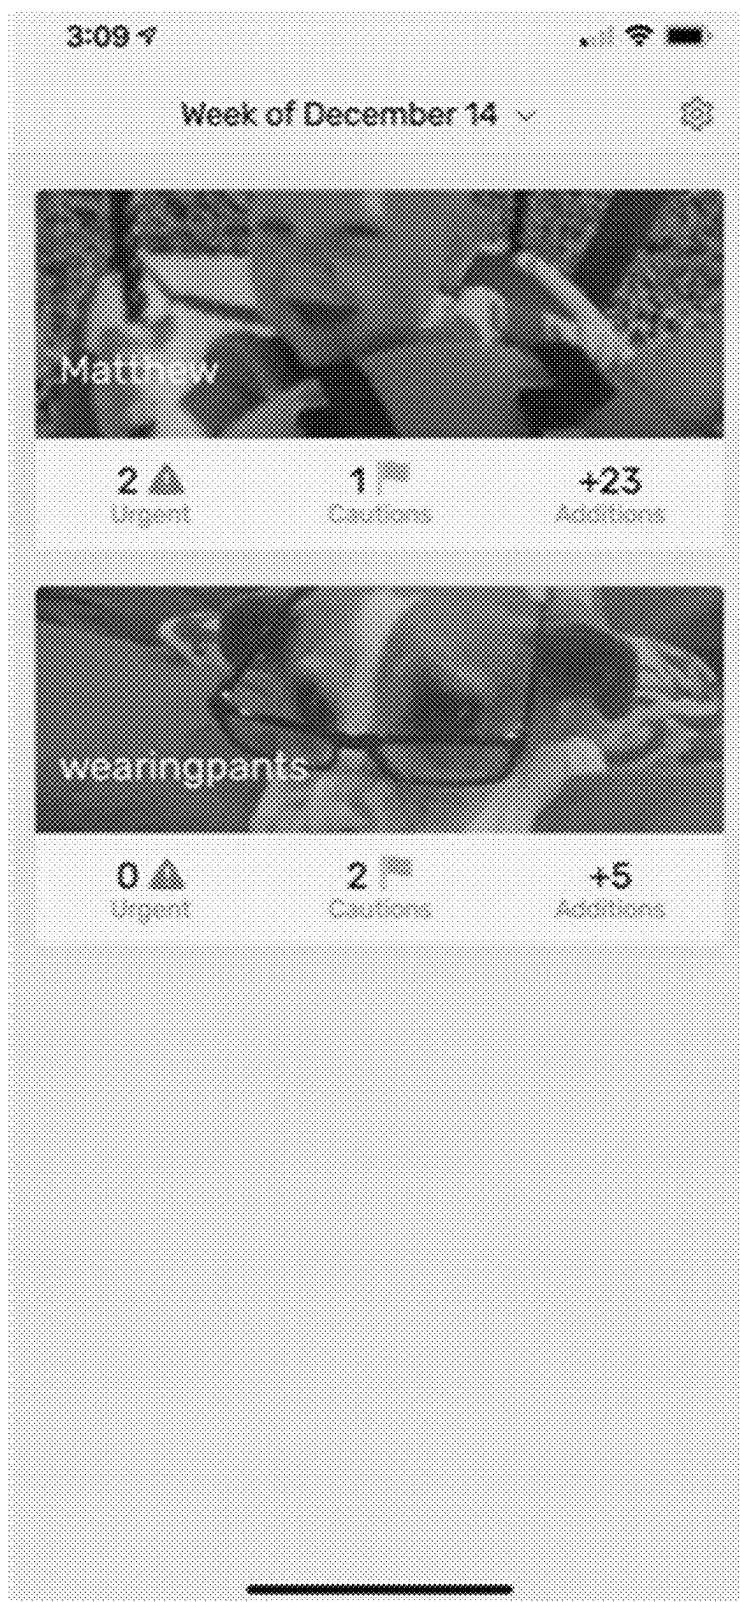 3:09
Week of December 14
Matthew
2 1 +23
Urgent Cautions Additions
wearingpants
0 2 +5
Urgent Cautions Additions